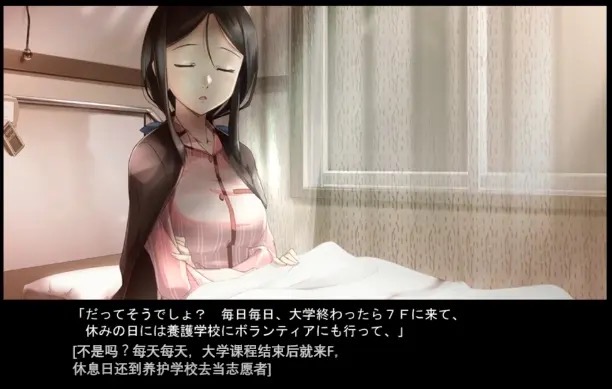 「だってそうでしょ？　毎日毎日、大学終わったら７Ｆに来て、
休みの日には養護学校にボランティアにも行って、」
[不是吗？每天每天，大学课程结束后就来F,
休息日还到养护学校去当志愿者]